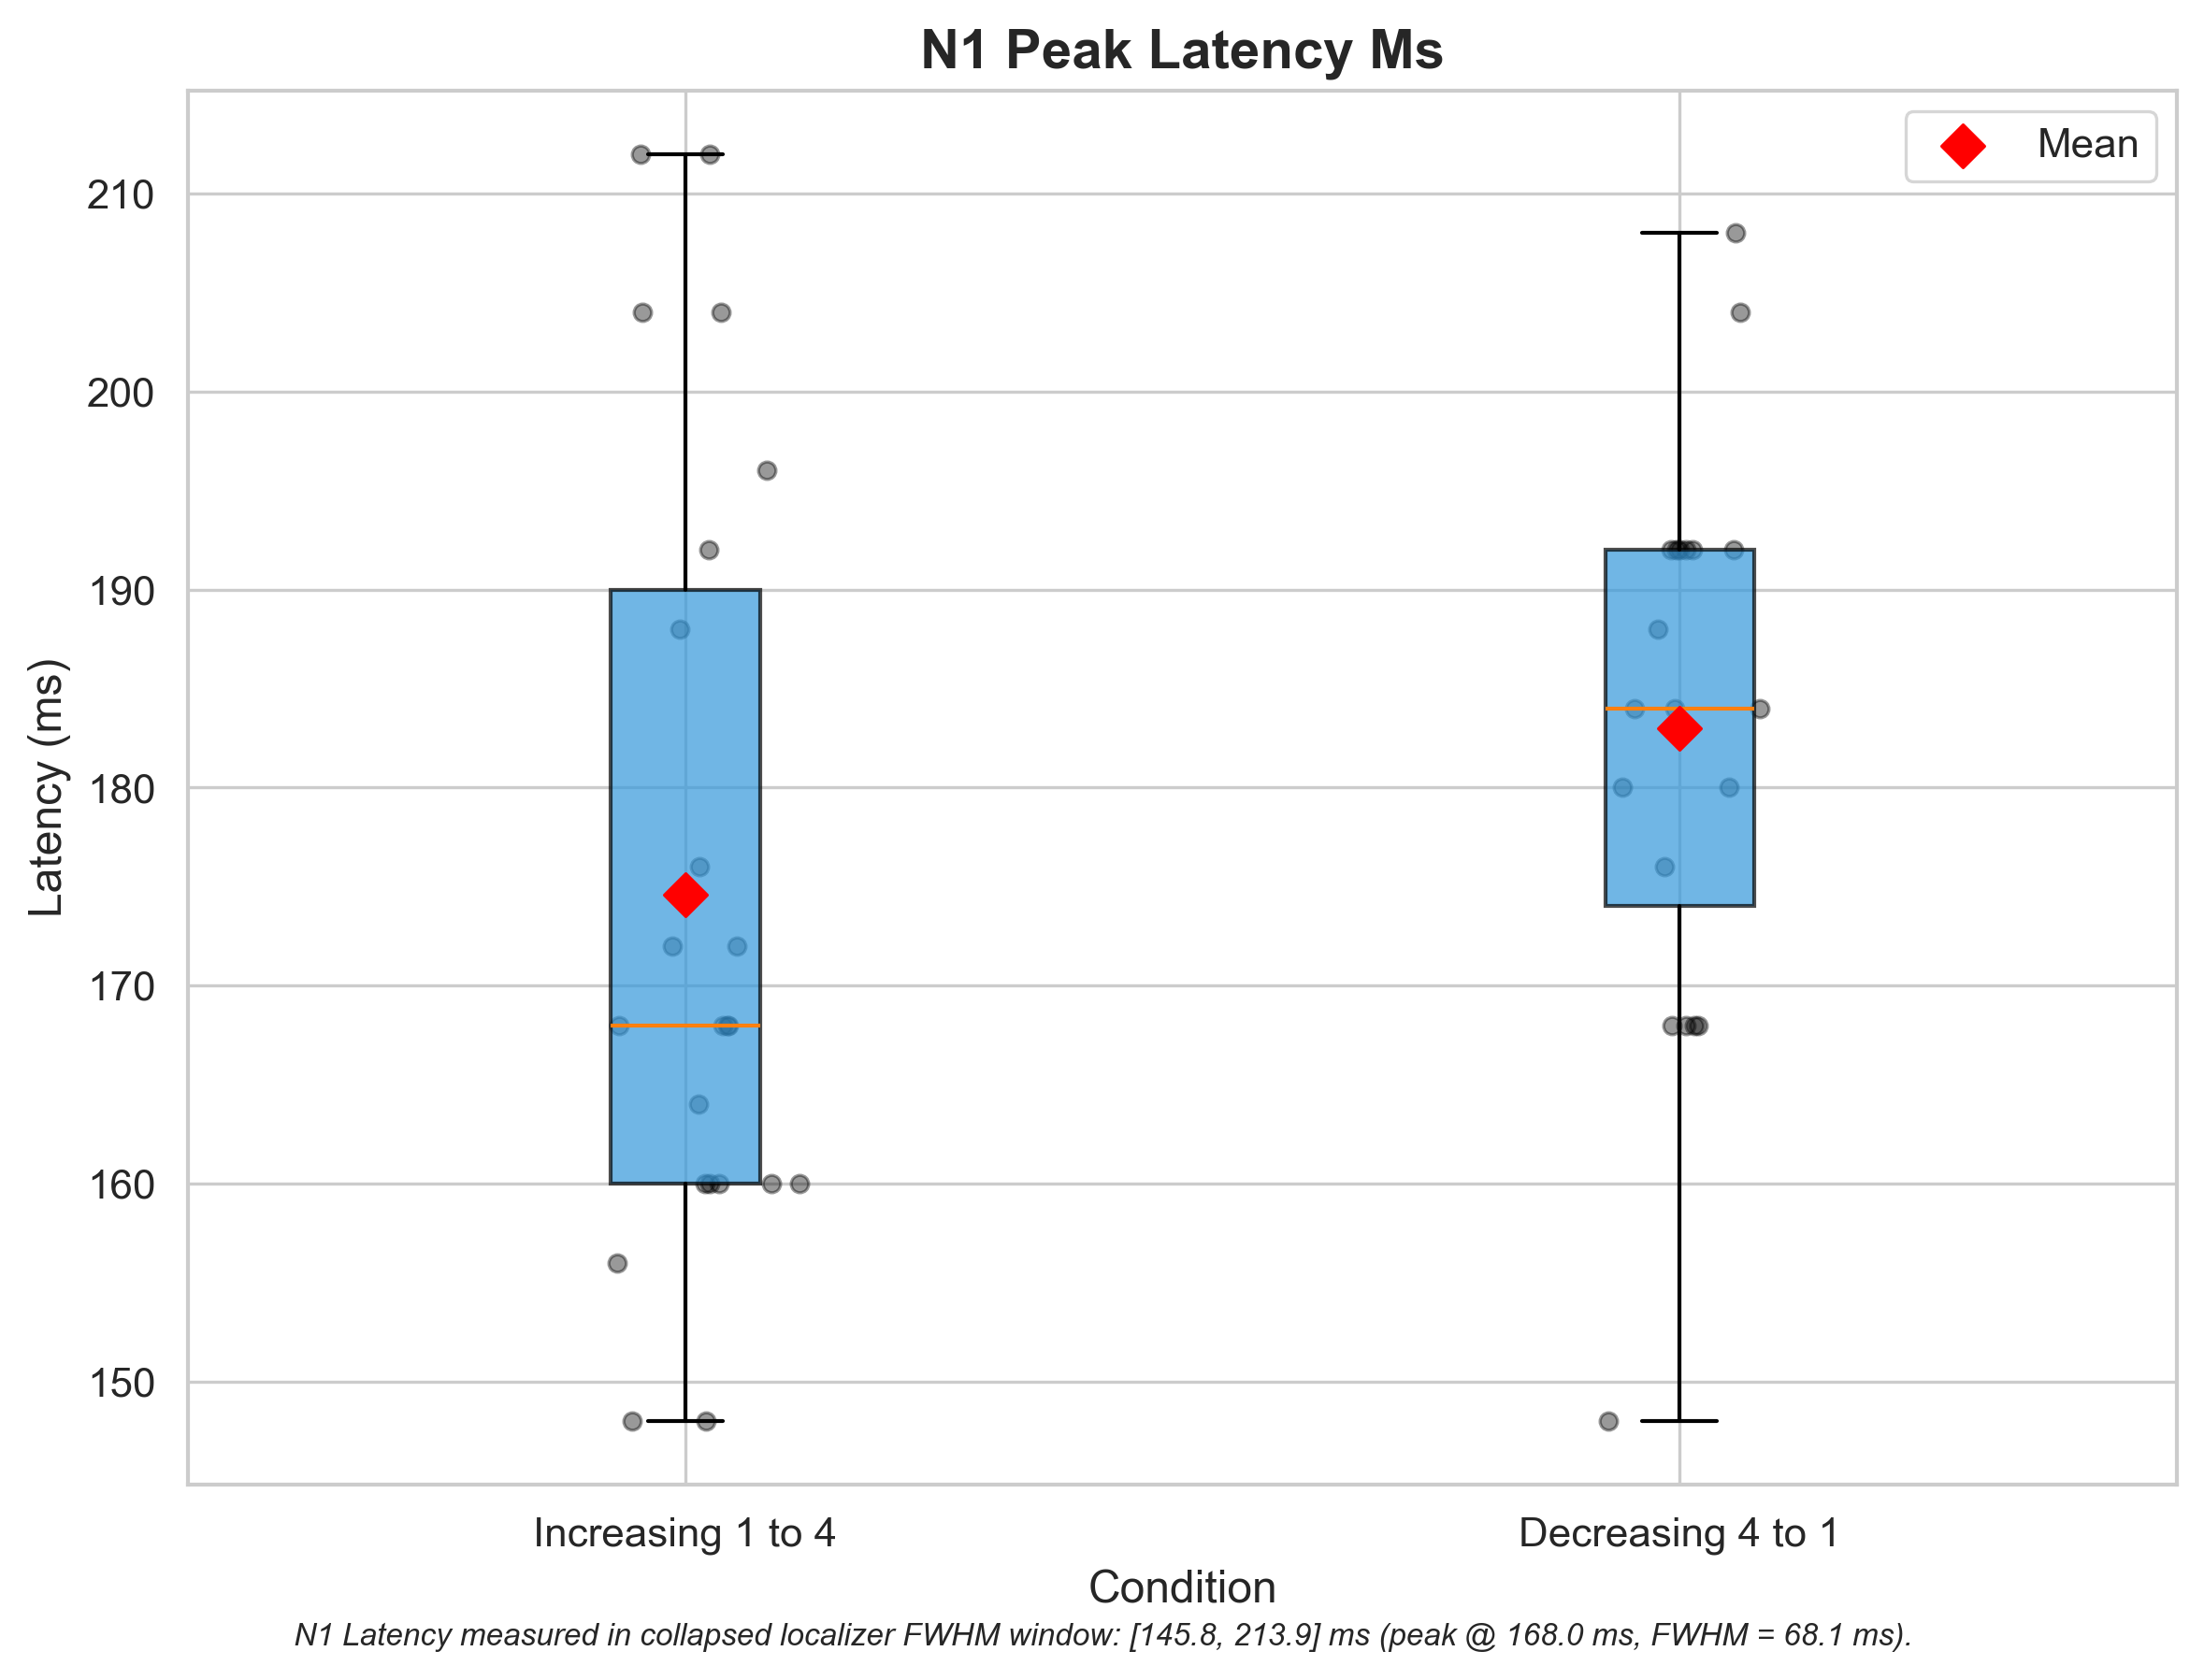 N1 Peak Latency Ms
Mean
Latency (ms)
210
200
190
180
170
160
150
Increasing 1 to 4
Decreasing 4 to 1
Condition
N1 Latency measured in collapsed localizer FWHM window: [145.8, 213.9] ms (peak @ 168.0 ms, FWHM = 68.1 ms).